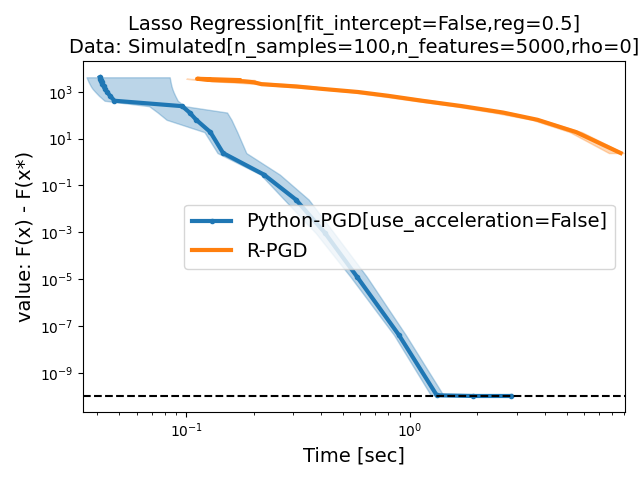 Lasso Regression[fit_intercept=False,reg=0.5]
Data: Simulated[n_samples=100,n_features=5000,rho=0]
value: F(x) - F(x*)
10³
10¹
10⁻¹
10⁻³
10⁻⁵
10⁻⁷
10⁻⁹
Python-PGD[use_acceleration=False]
R-PGD
10⁻¹ 10⁰
Time [sec]